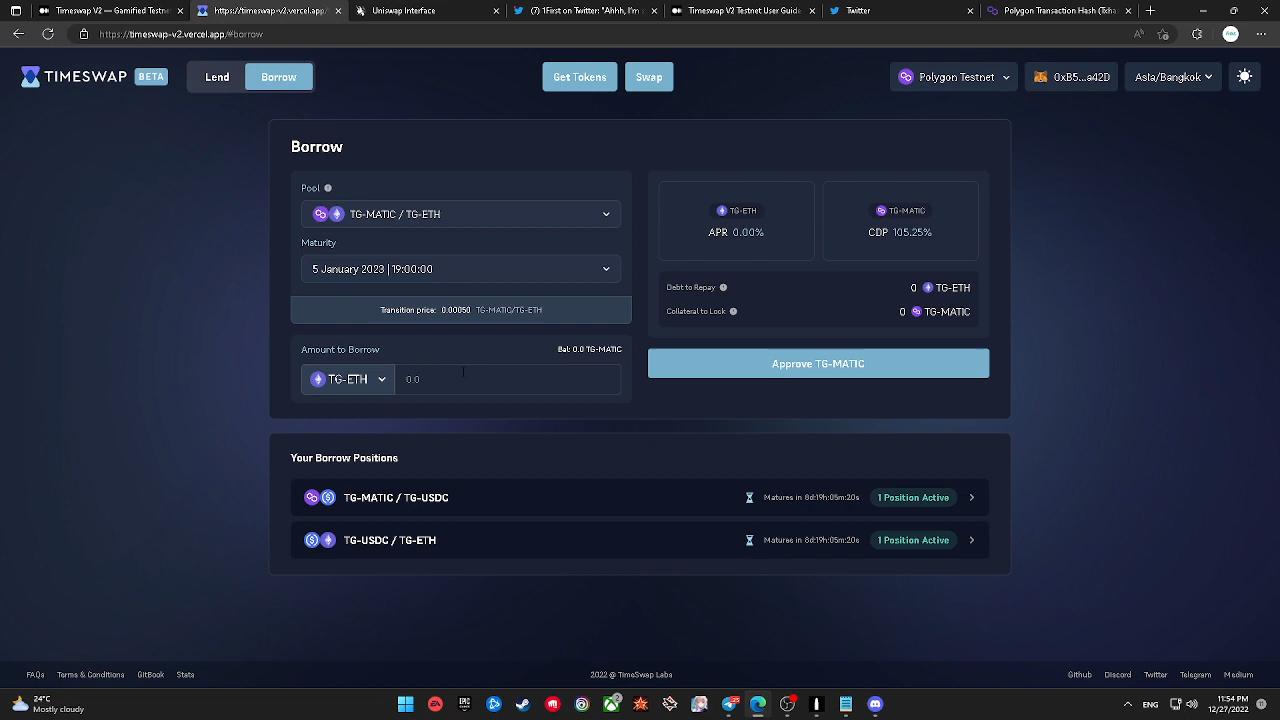 Timeswap V2 — Gamified Testnet
https://timeswap-v2.vercel.app/#
Uniswap Interface
(1) 1First on Twitter: "Ahhh, I'm
Timeswap V2 Testnet User Guide
Twitter
Polygon Transaction Hash (Txha
https://timeswap-v2.vercel.app/#borrow
TIMESWAP BETA Lend Borrow Get Tokens Swap Polygon Testnet 0xB5...a42D Asia/Bangkok
Borrow
Pool
TG-MATIC / TG-ETH
Maturity
5 January 2023 | 19:00:00
Transition price: 0.00050 TG-MATIC/TG-ETH
Amount to Borrow Bal: 0.0 TG-MATIC
TG-ETH 0.0
TG-ETH
APR 0.00%
TG-MATIC
CDP 105.25%
Debt to Repay 0 TG-ETH
Collateral to Lock 0 TG-MATIC
Approve TG-MATIC
Your Borrow Positions
TG-MATIC / TG-USDC Matures in 8d:19h:05m:20s 1 Position Active
TG-USDC / TG-ETH Matures in 8d:19h:05m:20s 1 Position Active
FAQs Terms & Conditions GitBook Stats 2022 @ TimeSwap Labs Github Discord Twitter Telegram Medium
24°C
Mostly cloudy
ENG
11:54 PM
12/27/2022